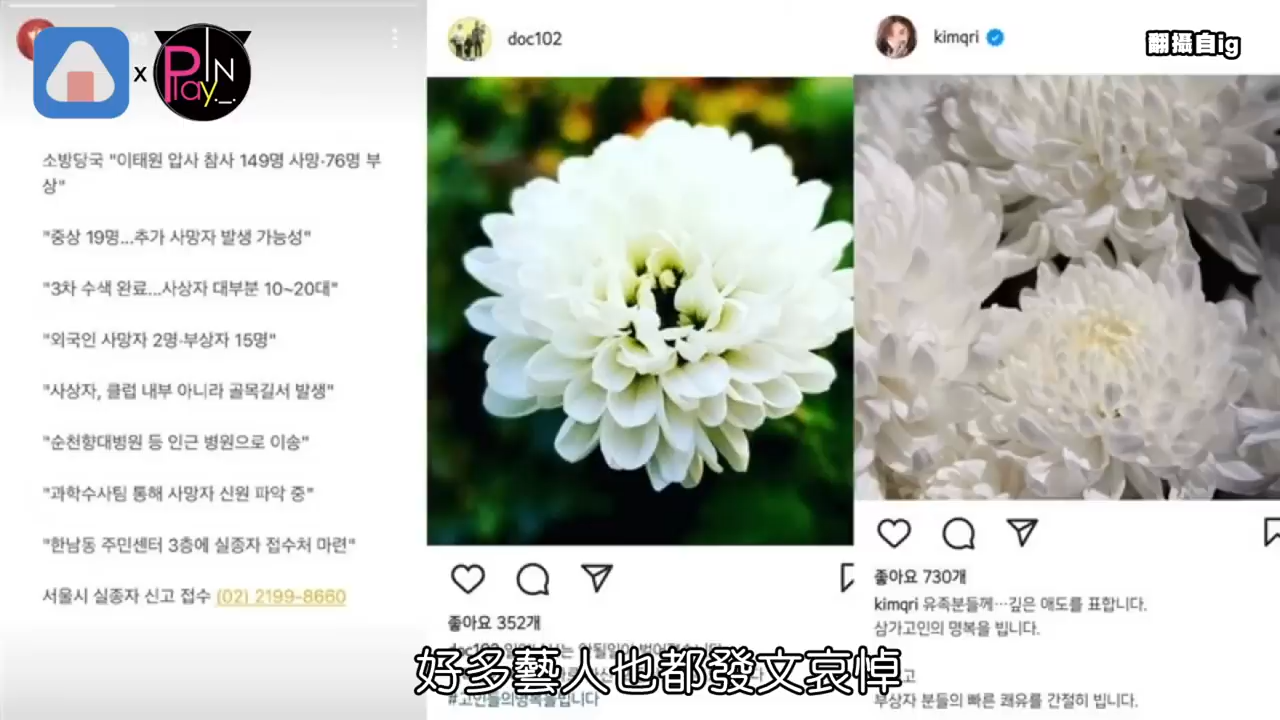 x
PlayIN
소방당국 "이태원 압사 참사 149명 사망·76명 부
상"
"중상 19명...추가 사망자 발생 가능성"
"3차 수색 완료...사상자 대부분 10~20대"
"외국인 사망자 2명·부상자 15명"
"사상자, 클럽 내부 아니라 골목길서 발생"
"순천향대병원 등 인근 병원으로 이송"
"과학수사팀 통해 사망자 신원 파악 중"
"한남동 주민센터 3층에 실종자 접수처 마련"
서울시 실종자 신고 접수 (02) 2199-8660
doc102
좋아요 352개
#고인들의명복을빕니다
kimqri
翻攝自ig
좋아요 730개
kimqri 유족분들께…깊은 애도를 표합니다.
삼가고인의 명복을 빕니다.
부상자 분들의 빠른 쾌유를 간절히 빕니다.
好多藝人也都發文哀悼